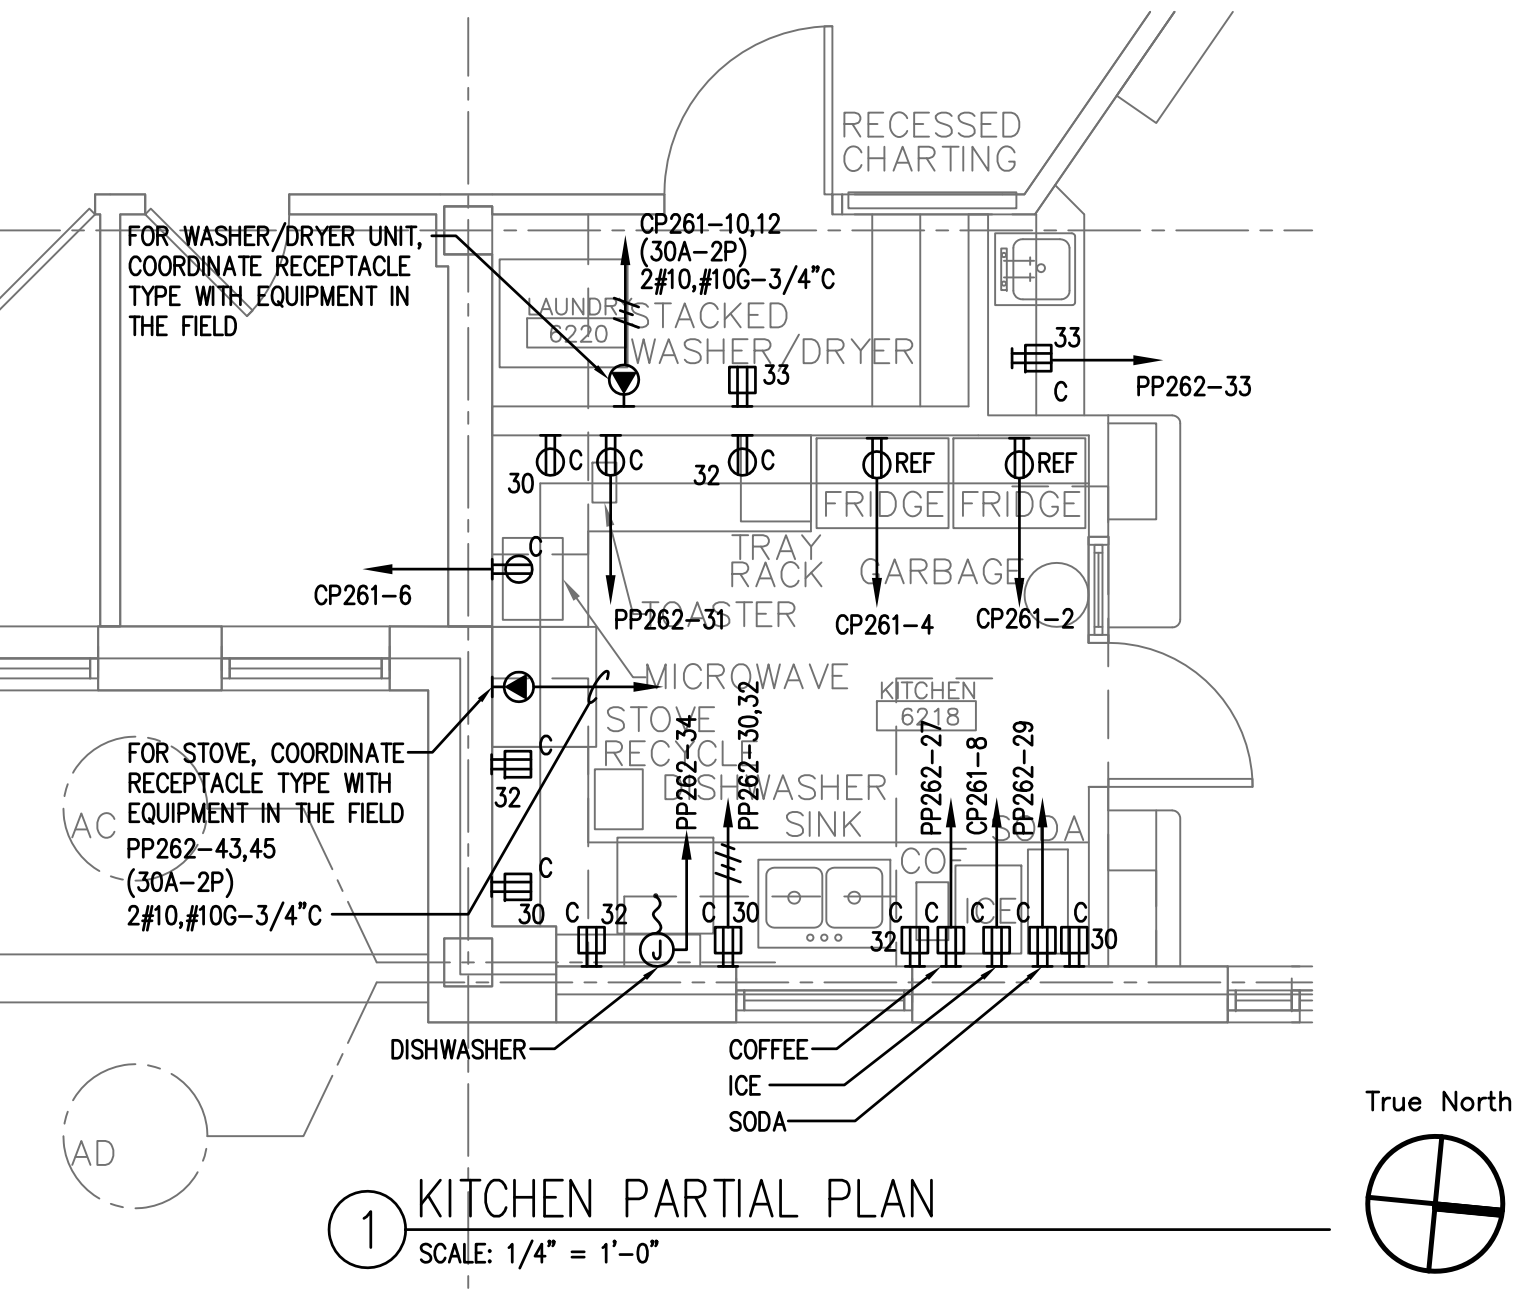 RECESSED
CHARTING
FOR WASHER/DRYER UNIT,
COORDINATE RECEPTACLE
TYPE WITH EQUIPMENT IN
THE FIELD
CP261-10,12
(30A-2P)
2#10,#10G-3/4"C
LAUNDRY
6220
STACKED
WASHER/DRYER
33
33
C
PP262-33
30
C
C
32
C
REF
REF
FRIDGE
FRIDGE
C
CP261-6
TRAY
RACK
GARBAGE
TOASTER
PP262-31
CP261-4
CP261-2
MICROWAVE
KITCHEN
6218
STOVE
RECYCLE
DISHWASHER
SINK
SODA
COF
ICE
FOR STOVE, COORDINATE
RECEPTACLE TYPE WITH
EQUIPMENT IN THE FIELD
PP262-43,45
(30A-2P)
2#10,#10G-3/4"C
C
32
C
30
PP262-34
PP262-30,32
PP262-27
CP261-8
PP262-29
C
32
J
C
30
C
32
C
C
C
C
30
AC
AD
DISHWASHER
COFFEE
ICE
SODA
True North
1
KITCHEN PARTIAL PLAN
SCALE: 1/4" = 1'-0"